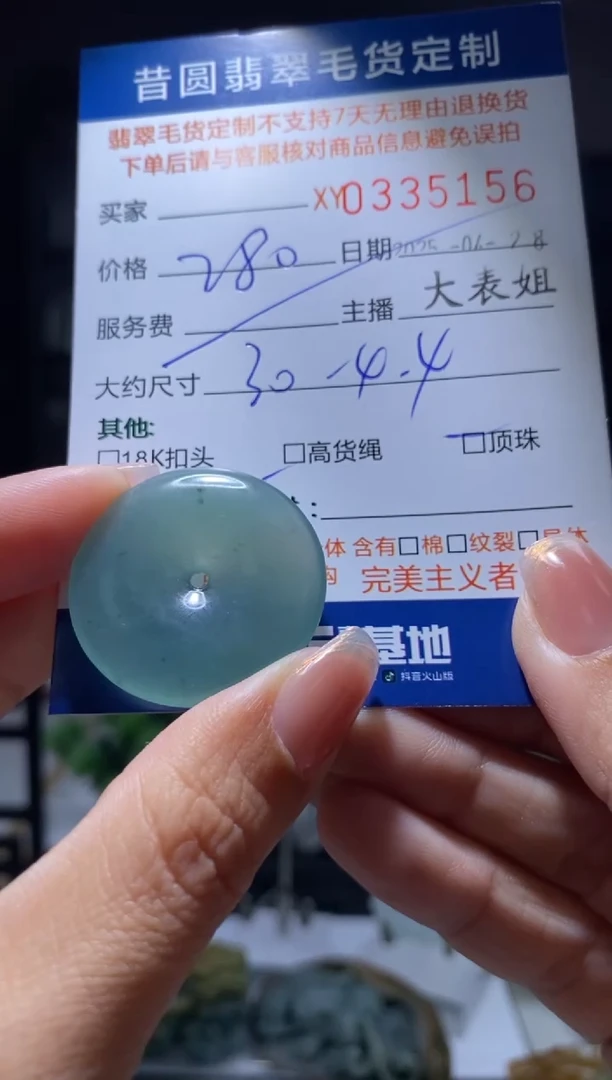 昔圆翡翠毛货定制
翡翠毛货定制不支持7天无理由退换货
下单后请与客服核对商品信息避免误拍
买家 XY0335156
价格 280 日期 2025-06-28
服务费 主播 大表姐
大约尺寸 30-4.4
其他:
□18K扣头 □高货绳 □顶珠
:
体 含有□棉□纹裂□
完美主义者
基地
抖音火山版